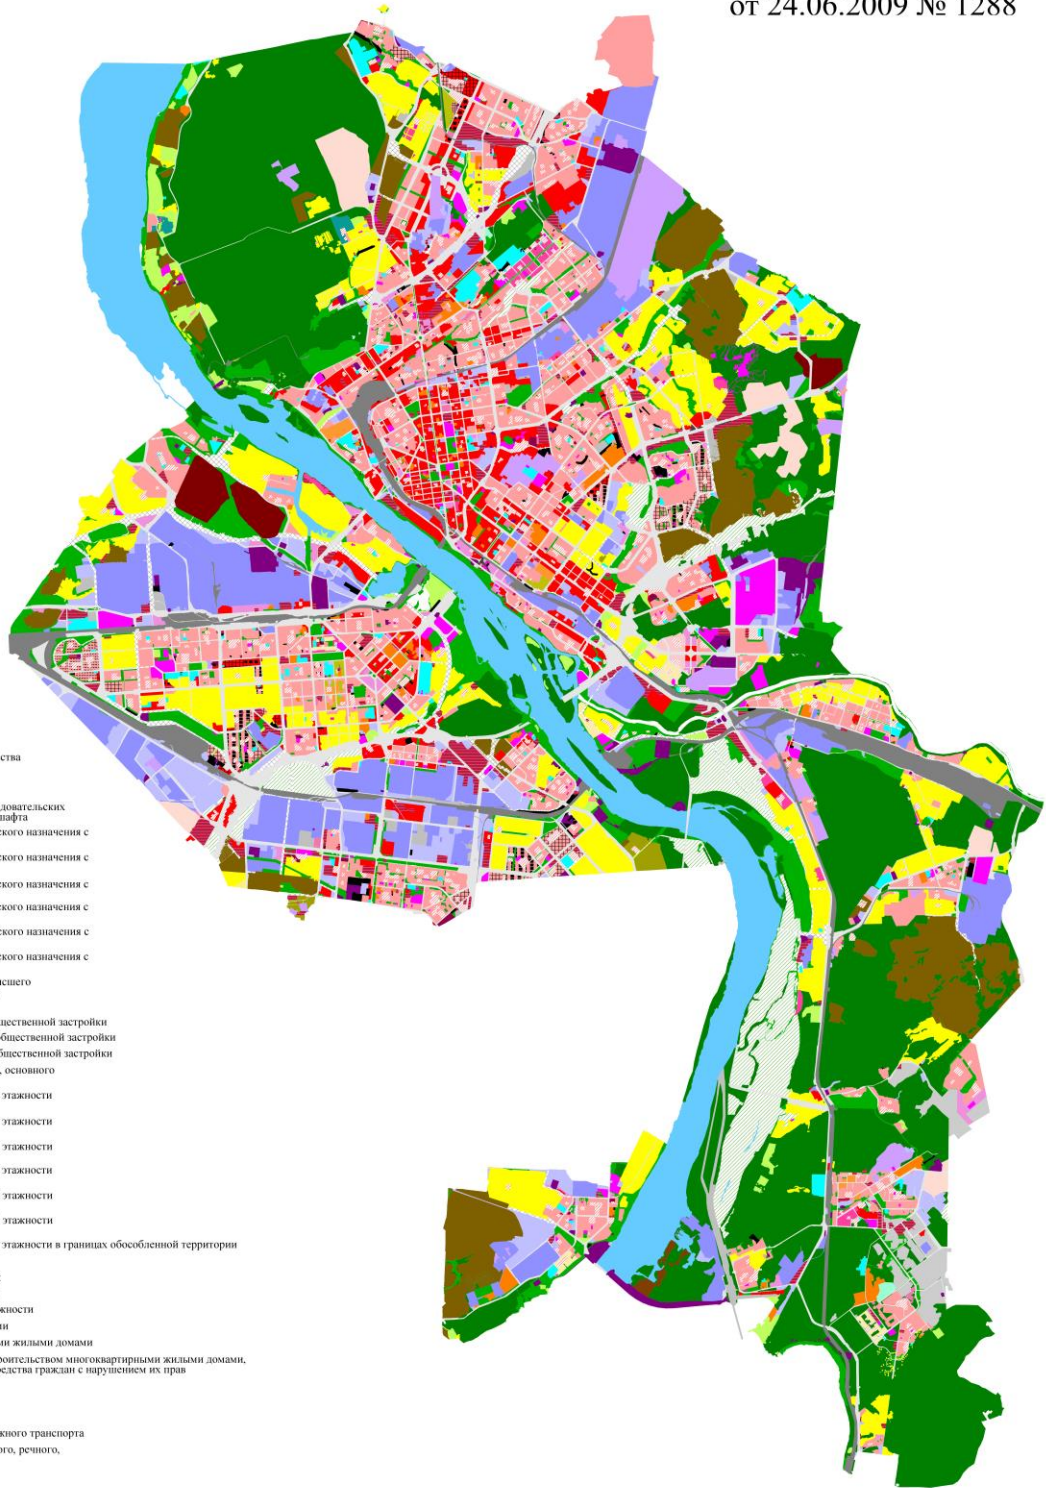 от 24.06.2009 № 1288
ства
довательских
шафта
ского назначения с
ского назначения с
ского назначения с
ского назначения с
ского назначения с
ского назначения с
ысшего
щественной застройки
общественной застройки
бщественной застройки
, основного
этажности
этажности
этажности
этажности
этажности
этажности
этажности в границах обособленной территории
жности
ми
ми жилыми домами
роительством многоквартирными жилыми домами,
редства граждан с нарушением их прав
жного транспорта
ого, речного,